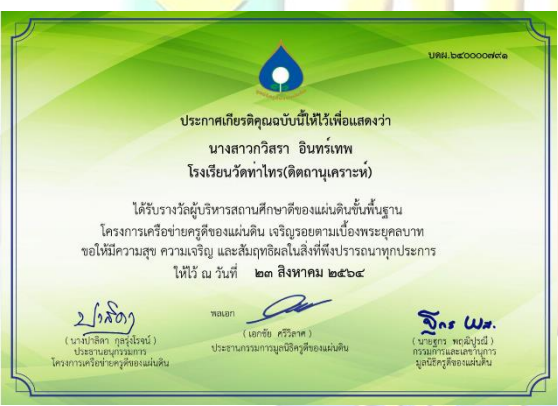 บดผ.๖๔๐๐๐๐๗๙๑
ประกาศเกียรติคุณฉบับนี้ให้ไว้เพื่อแสดงว่า
นางสาวกวิสรา อินทร์เทพ
โรงเรียนวัดท่าไทร(ดิตถานุเคราะห์)
ได้รับรางวัลผู้บริหารสถานศึกษาดีของแผ่นดินขั้นพื้นฐาน
โครงการเครือข่ายครูดีของแผ่นดิน เจริญรอยตามเบื้องพระยุคลบาท
ขอให้มีความสุข ความเจริญ และสัมฤทธิผลในสิ่งที่พึงปรารถนาทุกประการ
ให้ไว้ ณ วันที่ ๒๓ สิงหาคม ๒๕๖๔
พลเอก
( นางปาลิตา กุลรุ่งโรจน์ )
ประธานอนุกรรมการ
โครงการเครือข่ายครูดีของแผ่นดิน
( เอกชัย ศรีวิลาศ )
ประธานกรรมการมูลนิธิครูดีของแผ่นดิน
( นายฐกร พฤฒิปูรณี )
กรรมการและเลขานุการ
มูลนิธิครูดีของแผ่นดิน